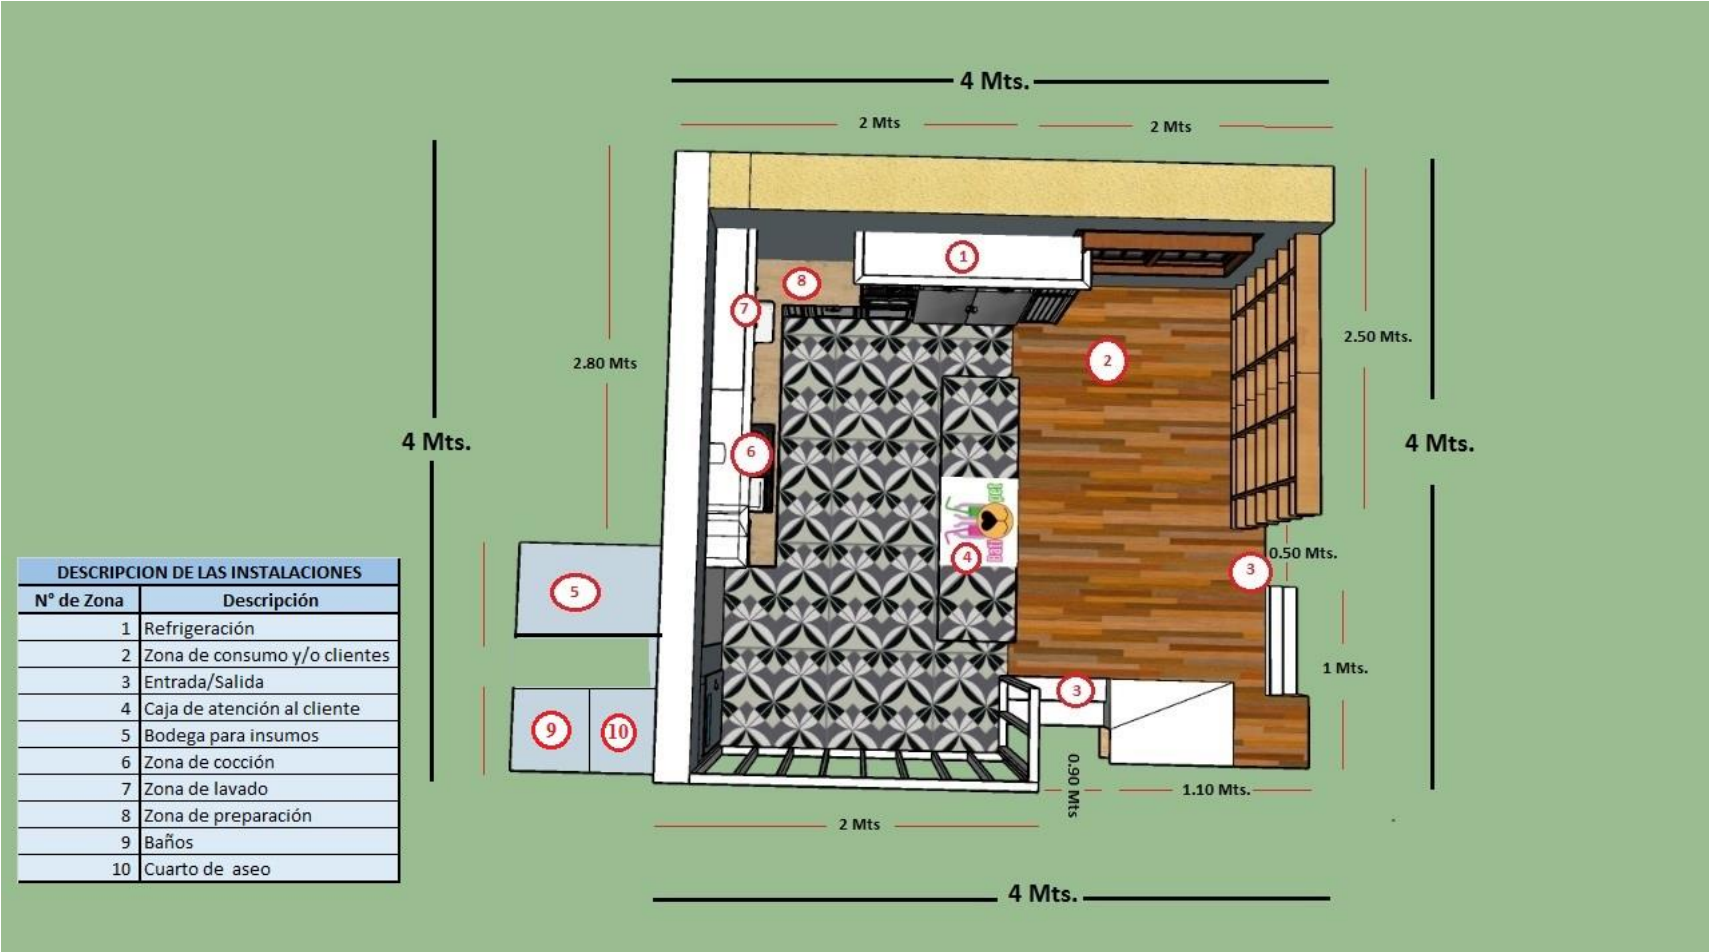 4 Mts.
2 Mts
2 Mts
1
8
7
2
2.80 Mts
2.50 Mts.
4 Mts.
4 Mts.
6
4
0.50 Mts.
3
5
1 Mts.
3
9
10
0.90 Mts
1.10 Mts.
2 Mts
4 Mts.
DESCRIPCION DE LAS INSTALACIONES
N° de Zona Descripción
1 Refrigeración
2 Zona de consumo y/o clientes
3 Entrada/Salida
4 Caja de atención al cliente
5 Bodega para insumos
6 Zona de cocción
7 Zona de lavado
8 Zona de preparación
9 Baños
10 Cuarto de aseo